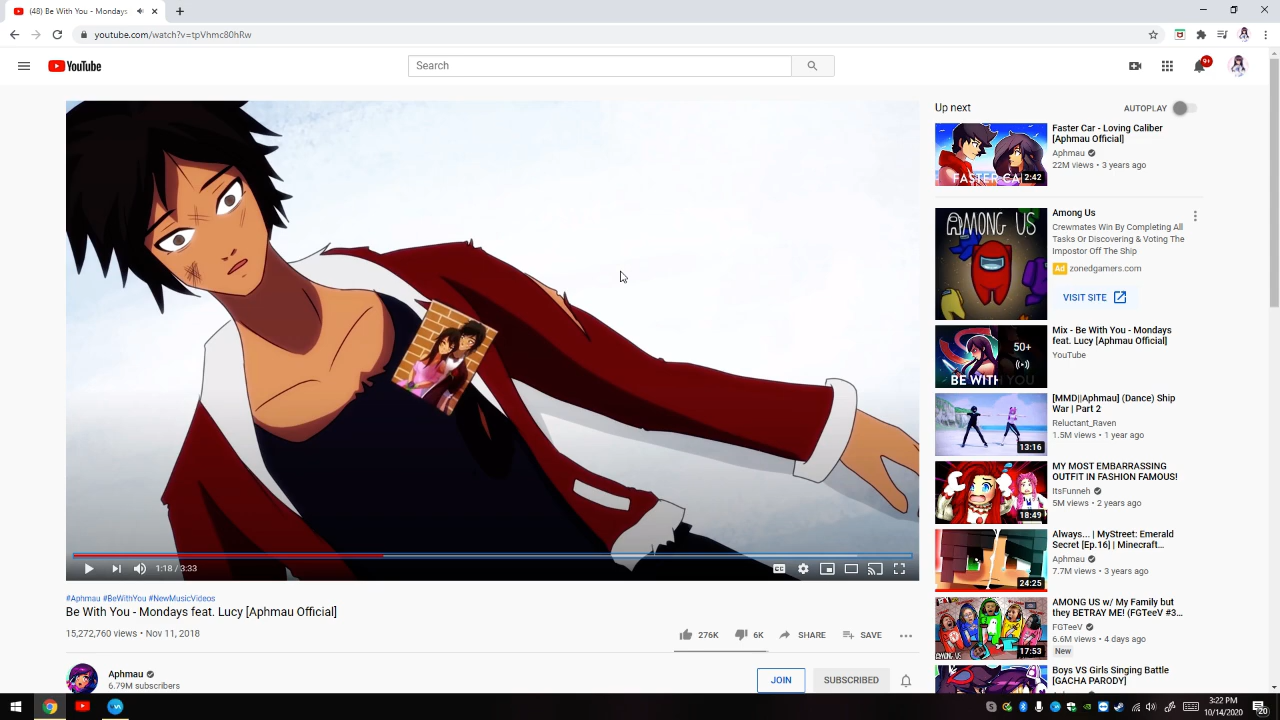 (48) Be With You - Mondays
youtube.com/watch?v=tpVhmc80hRw
YouTube
Search
9+
1:18 / 3:33
#Aphmau #BeWithYou #NewMusicVideos
Be With You - Mondays feat. Lucy [Aphmau Official]
15,272,760 views • Nov 11, 2018
276K
6K
SHARE
SAVE
Aphmau
6.79M subscribers
JOIN
SUBSCRIBED
Up next
AUTOPLAY
FASTER CA
2:42
Faster Car - Loving Caliber
[Aphmau Official]
Aphmau
22M views • 3 years ago
AMONG US
Among Us
Crewmates Win By Completing All
Tasks Or Discovering & Voting The
Impostor Off The Ship
Ad zonedgamers.com
VISIT SITE
50+
BE WITH YOU
Mix - Be With You - Mondays
feat. Lucy [Aphmau Official]
YouTube
13:16
[MMD||Aphmau] (Dance) Ship
War | Part 2
Reluctant_Raven
1.5M views • 1 year ago
18:49
MY MOST EMBARRASSING
OUTFIT IN FASHION FAMOUS!
ItsFunneh
5M views • 2 years ago
24:25
Always... | MyStreet: Emerald
Secret [Ep.16] | Minecraft...
Aphmau
7.7M views • 3 years ago
AMONG US
17:53
AMONG US w/ My Family but
they BETRAY ME! (FGTeeV #3...
FGTeeV
6.6M views • 4 days ago
New
Boys VS Girls Singing Battle
[GACHA PARODY]
3:22 PM
10/14/2020
20